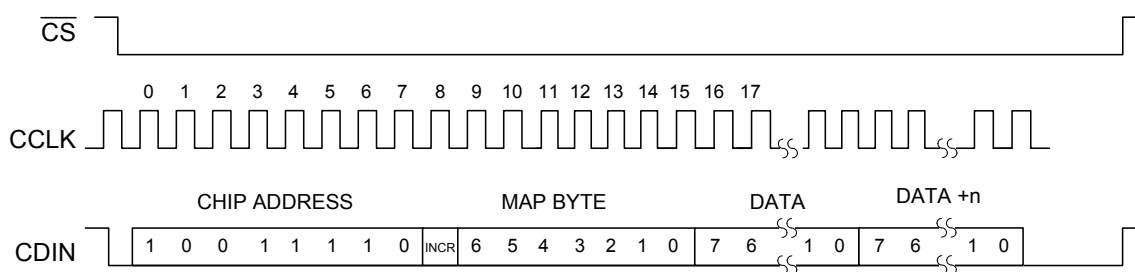 CS
0 1 2 3 4 5 6 7 8 9 10 11 12 13 14 15 16 17
CCLK
CHIP ADDRESS MAP BYTE DATA DATA +n
CDIN 1 0 0 1 1 1 1 0 INCR 6 5 4 3 2 1 0 7 6 1 0 7 6 1 0